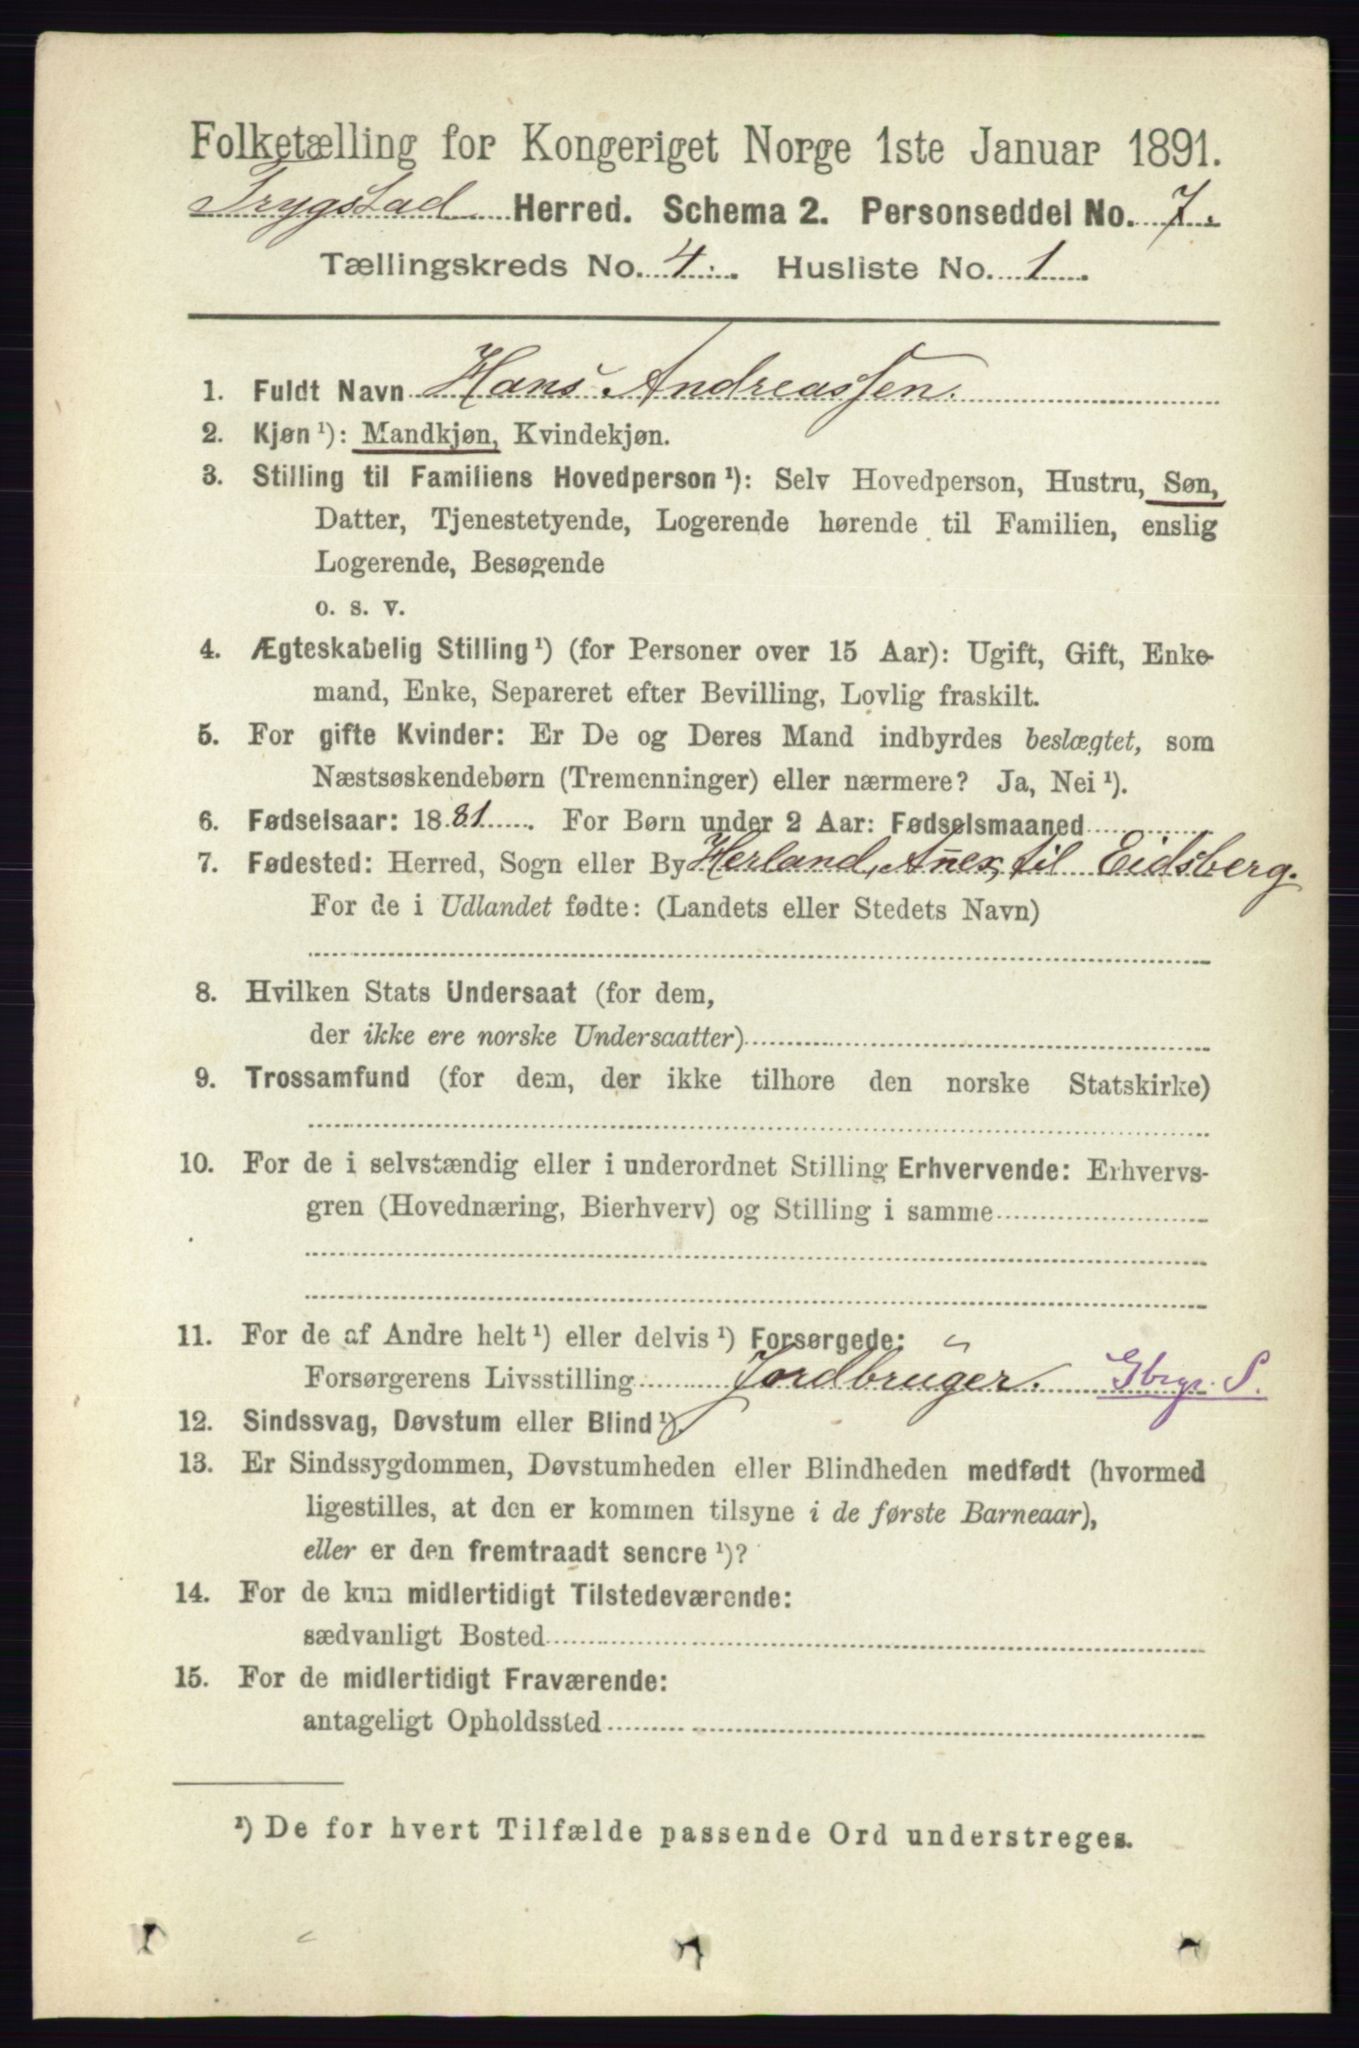 Folketælling for Kongeriget Norge 1ste Januar 1891.
Trygstad Herred. Schema 2. Personseddel No. 7.
Tællingskreds No. 4. Husliste No. 1.
1. Fuldt Navn Hans Andreassen.
2. Kjøn ¹): Mandkjøn, Kvindekjøn.
3. Stilling til Familiens Hovedperson ¹): Selv Hovedperson, Hustru, Søn,
Datter, Tjenestetyende, Logerende hørende til Familien, enslig
Logerende, Besøgende
o. s. v.
4. Ægteskabelig Stilling ¹) (for Personer over 15 Aar): Ugift, Gift, Enke-
mand, Enke, Separeret efter Bevilling, Lovlig fraskilt.
5. For gifte Kvinder: Er De og Deres Mand indbyrdes beslægtet, som
Næstsøskendebørn (Tremenninger) eller nærmere? Ja, Nei ¹).
6. Fødselsaar: 1881. For Børn under 2 Aar: Fødselsmaaned
7. Fødested: Herred, Sogn eller By Herland, An̄ex, til Eidsberg.
For de i Udlandet fødte: (Landets eller Stedets Navn)
8. Hvilken Stats Undersaat (for dem,
der ikke ere norske Undersaatter)
9. Trossamfund (for dem, der ikke tilhøre den norske Statskirke)
10. For de i selvstændig eller i underordnet Stilling Erhvervende: Erhvervs-
gren (Hovednæring, Bierhverv) og Stilling i samme
11. For de af Andre helt ¹) eller delvis ¹) Forsørgede:
Forsørgerens Livsstilling Jordbruger. Gbrgr. S.
12. Sindssvag, Døvstum eller Blind ¹).
13. Er Sindssygdommen, Døvstumheden eller Blindheden medfødt (hvormed
ligestilles, at den er kommen tilsyne i de første Barneaar),
eller er den fremtraadt senere ¹)?
14. For de kun midlertidigt Tilstedeværende:
sædvanligt Bosted
15. For de midlertidigt Fraværende:
antageligt Opholdssted
¹) De for hvert Tilfælde passende Ord understreges.